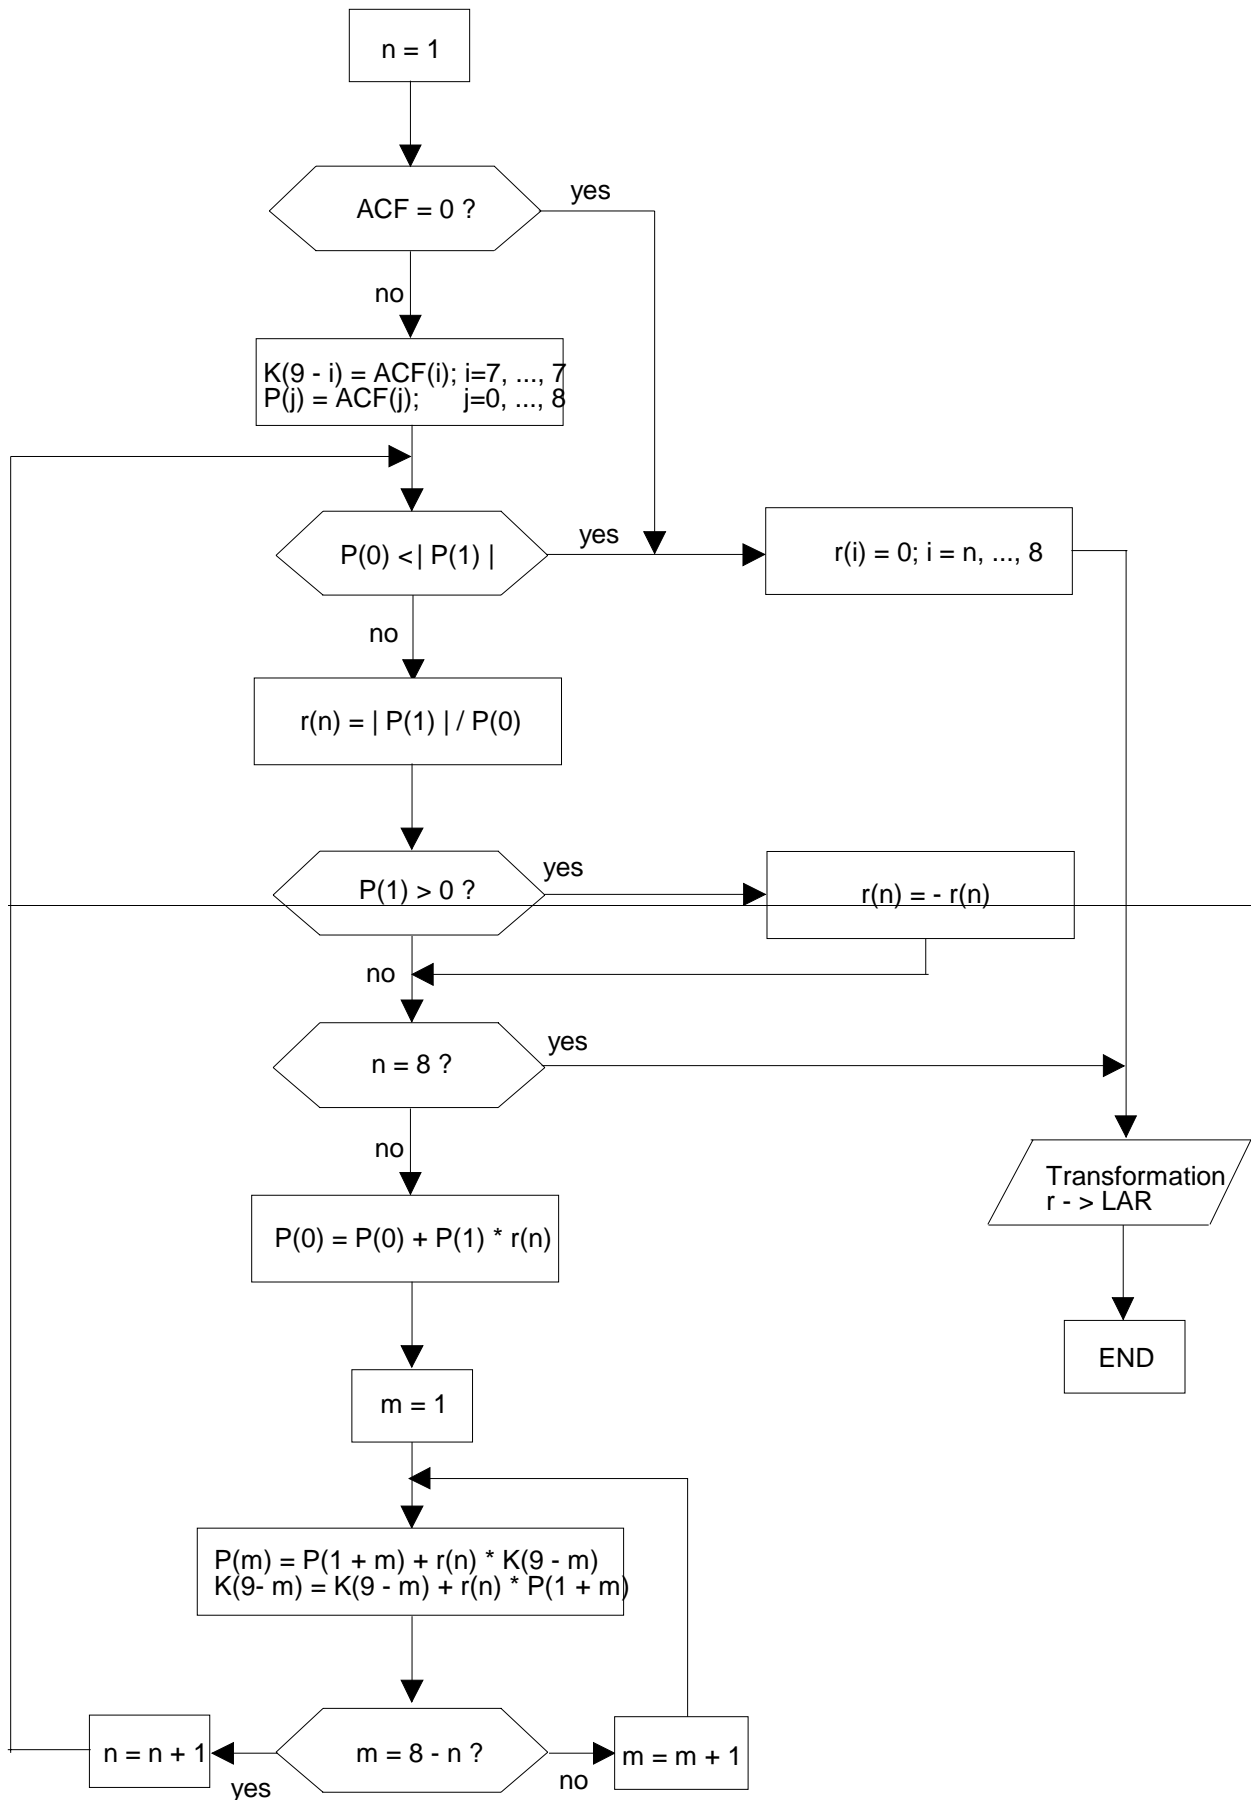 n = 1
ACF = 0 ?
yes
no
K(9 - i) = ACF(i); i=7, ..., 7
P(j) = ACF(j); j=0, ..., 8
P(0) < | P(1) |
yes
r(i) = 0; i = n, ..., 8
no
r(n) = | P(1) | / P(0)
P(1) > 0 ?
yes
r(n) = - r(n)
no
n = 8 ?
yes
no
Transformation
r - > LAR
P(0) = P(0) + P(1) * r(n)
END
m = 1
P(m) = P(1 + m) + r(n) * K(9 - m)
K(9- m) = K(9 - m) + r(n) * P(1 + m)
n = n + 1
yes
m = 8 - n ?
no
m = m + 1